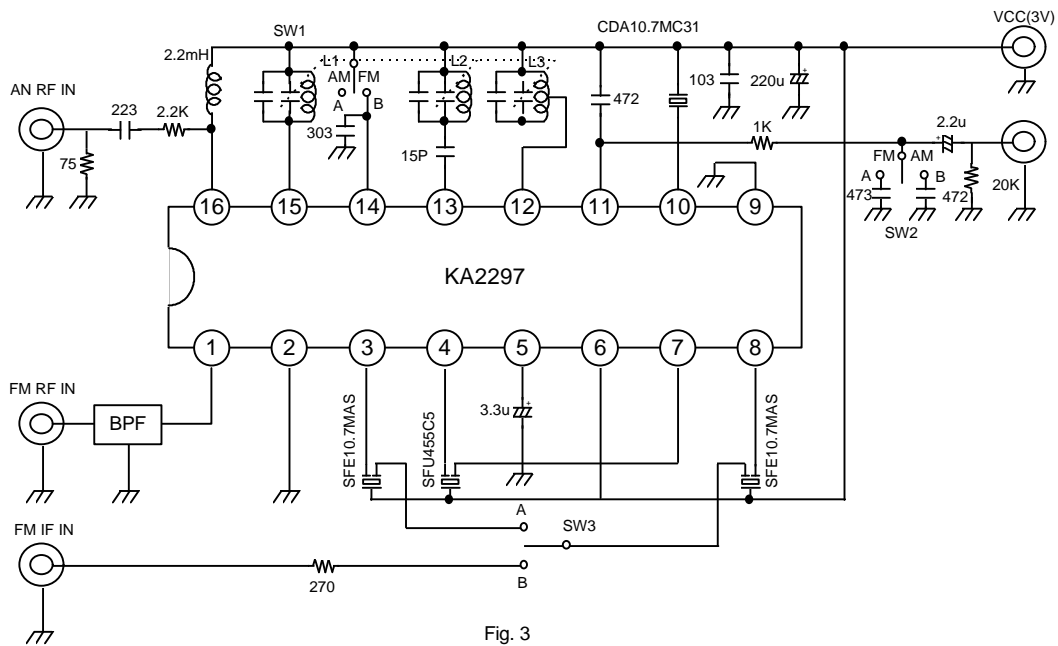 SW1
CDA10.7MC31
VCC(3V)
2.2mH
L1
L2
L3
AM FM
103
220u
AN RF IN
A
B
472
223
2.2K
303
1K
2.2u
75
15P
FM AM
A
B
473
472
20K
SW2
16
15
14
13
12
11
10
9
KA2297
1
2
3
4
5
6
7
8
FM RF IN
BPF
SFE10.7MAS
SFU455C5
3.3u
SFE10.7MAS
A
SW3
FM IF IN
B
270
Fig. 3